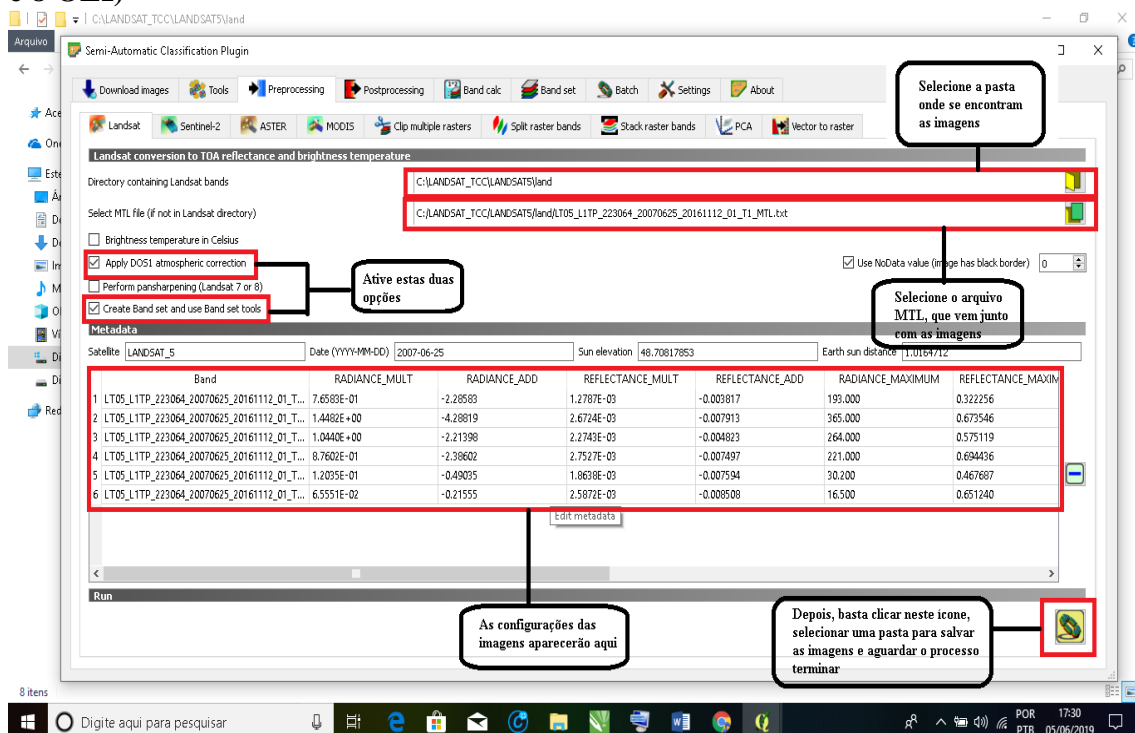 C:\LANDSAT_TCC\LANDSAT5\land
Arquivo
Semi-Automatic Classification Plugin
Download images Tools Preprocessing Postprocessing Band calc Band set Batch Settings About
Selecione a pasta
onde se encontram
as imagens
Landsat Sentinel-2 ASTER MODIS Clip multiple rasters Split raster bands Stack raster bands PCA Vector to raster
Landsat conversion to TOA reflectance and brightness temperature
Directory containing Landsat bands C:\LANDSAT_TCC\LANDSAT5\land
Select MTL file (if not in Landsat directory) C:/LANDSAT_TCC/LANDSAT5/land/LT05_L1TP_223064_20070625_20161112_01_T1_MTL.txt
Brightness temperature in Celsius
Apply DOS1 atmospheric correction
Use NoData value (image has black border) 0
Perform pansharpening (Landsat 7 or 8)
Create Band set and use Band set tools
Ative estas duas
opções
Selecione o arquivo
MTL, que vem junto
com as imagens
Metadata
Satellite LANDSAT_5 Date (YYYY-MM-DD) 2007-06-25 Sun elevation 48.70817853 Earth sun distance 1.0164712
Band RADIANCE_MULT RADIANCE_ADD REFLECTANCE_MULT REFLECTANCE_ADD RADIANCE_MAXIMUM REFLECTANCE_MAXIM
1 LT05_L1TP_223064_20070625_20161112_01_T... 7.6583E-01 -2.28583 1.2787E-03 -0.003817 193.000 0.322256
2 LT05_L1TP_223064_20070625_20161112_01_T... 1.4482E+00 -4.28819 2.6724E-03 -0.007913 365.000 0.673546
3 LT05_L1TP_223064_20070625_20161112_01_T... 1.0440E+00 -2.21398 2.2743E-03 -0.004823 264.000 0.575119
4 LT05_L1TP_223064_20070625_20161112_01_T... 8.7602E-01 -2.38602 2.7527E-03 -0.007497 221.000 0.694436
5 LT05_L1TP_223064_20070625_20161112_01_T... 1.2035E-01 -0.49035 1.8638E-03 -0.007594 30.200 0.467687
6 LT05_L1TP_223064_20070625_20161112_01_T... 6.5551E-02 -0.21555 2.5872E-03 -0.008508 16.500 0.651240
Edit metadata
Run
As configurações das
imagens aparecerão aqui
Depois, basta clicar neste ícone,
selecionar uma pasta para salvar
as imagens e aguardar o processo
terminar
8 itens
Digite aqui para pesquisar
POR
PTB
17:30
05/06/2019